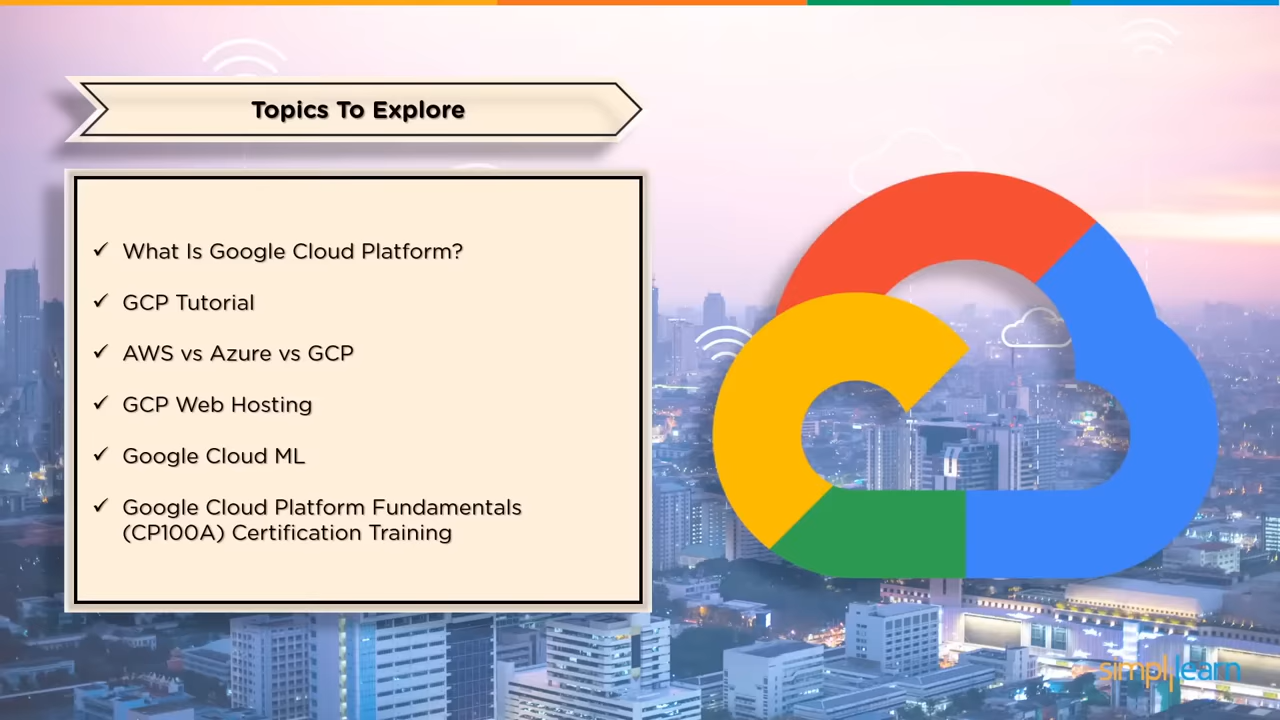 Topics To Explore
✓ What Is Google Cloud Platform?
✓ GCP Tutorial
✓ AWS vs Azure vs GCP
✓ GCP Web Hosting
✓ Google Cloud ML
✓ Google Cloud Platform Fundamentals
(CP100A) Certification Training
simplilearn